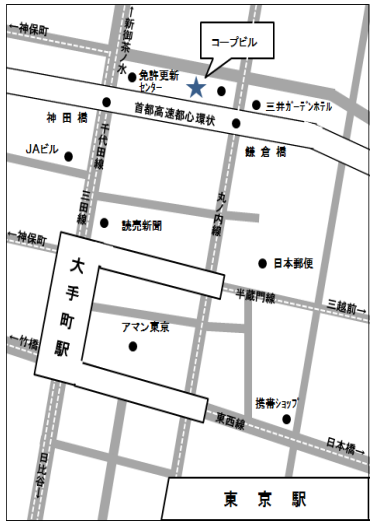 ←神保町
←新御茶ノ水
コープビル
免許更新
センター
三井ガーデンホテル
首都高速都心環状
神田橋
鎌倉橋
千代田線
JAビル
三田線
読売新聞
丸ノ内線
←神保町
大手町駅
日本郵便
半蔵門線
三越前→
アマン東京
←竹橋
携帯ショップ
東西線
日本橋→
日比谷→
東京駅